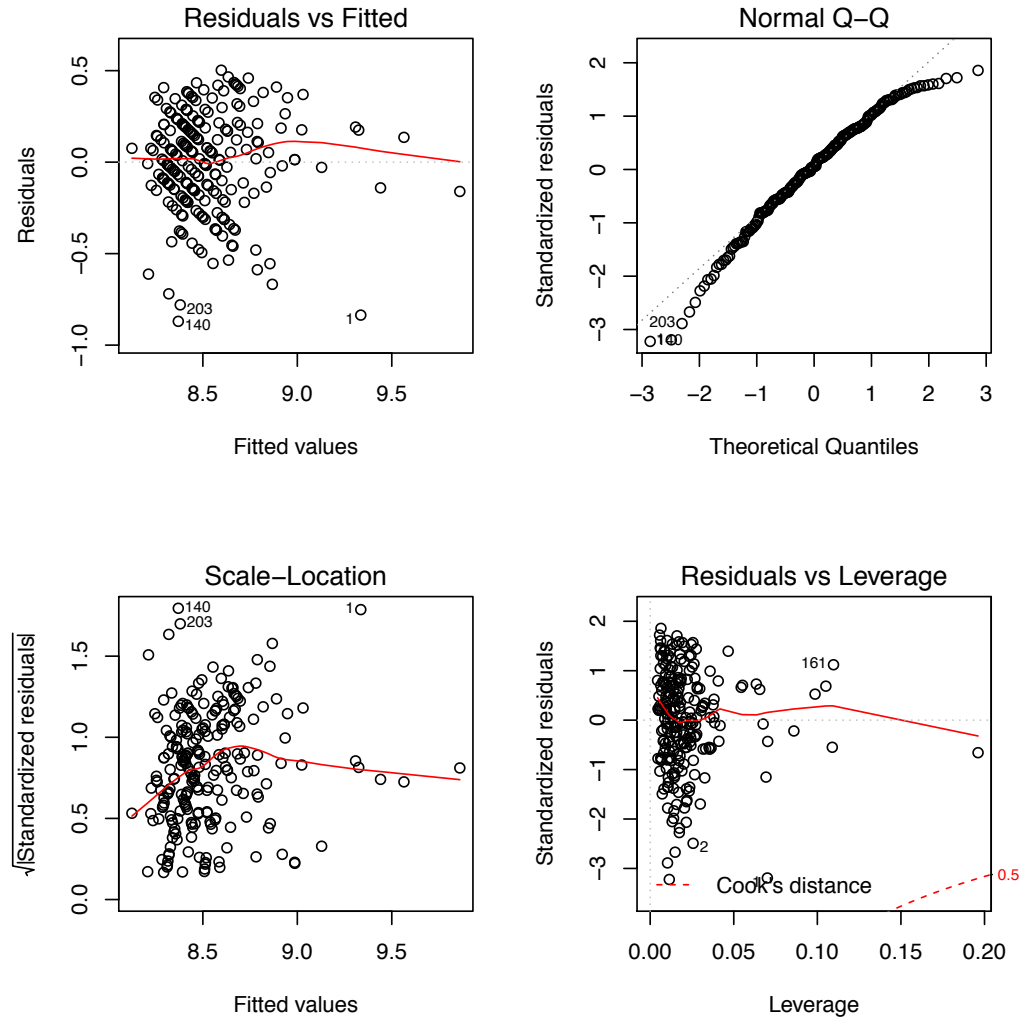 Residuals vs Fitted
Residuals
0.5
0.0
−0.5
−1.0
203
140
1
8.5 9.0 9.5
Fitted values
Normal Q−Q
Standardized residuals
2
1
0
−1
−2
−3
203
140
−3 −2 −1 0 1 2 3
Theoretical Quantiles
Scale−Location
√|Standardized residuals|
1.5
1.0
0.5
0.0
140
203
1
8.5 9.0 9.5
Fitted values
Residuals vs Leverage
Standardized residuals
2
1
0
−1
−2
−3
161
2
Cook's distance
0.5
0.00 0.05 0.10 0.15 0.20
Leverage